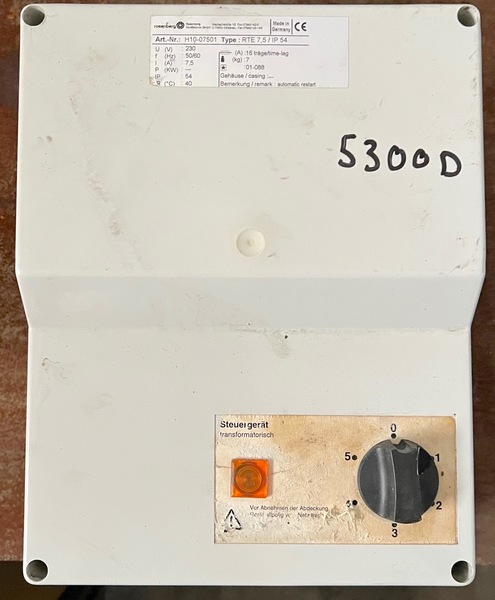 rosenberg
Made in
Germany
CE
Art.-Nr.: H10-07501 Type : RTE 7,5 / IP 54
U (V) : 230
(A) :16 träge/time-lag
f (Hz) : 50/60
(kg) :7
I (A) : 7,5
:01-088
P (KW) : ---
IP : 54
Gehäuse / casing :
(°C) : 40
Bemerkung / remark : automatic restart
5300D
Steuergerät
transformatorisch
0
5
1
4
2
3
Vor Abnehmen der Abdeckung